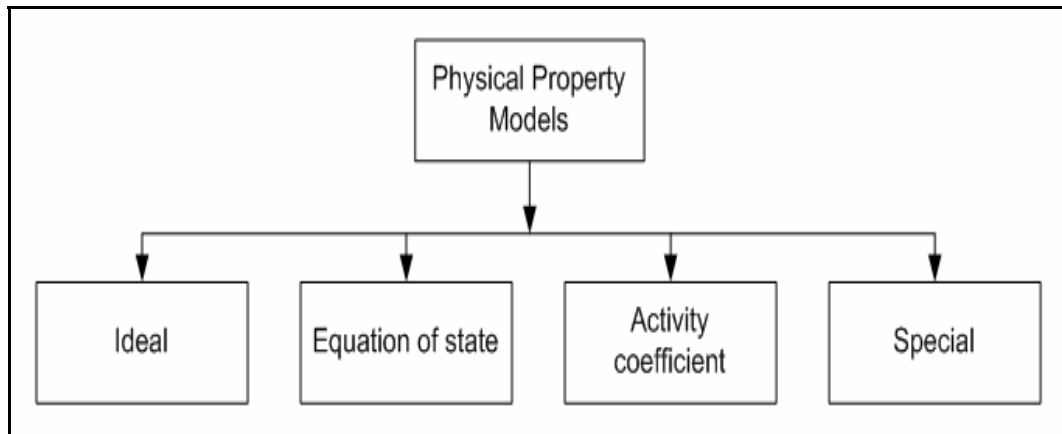 Physical Property
Models
Ideal
Equation of state
Activity
coefficient
Special